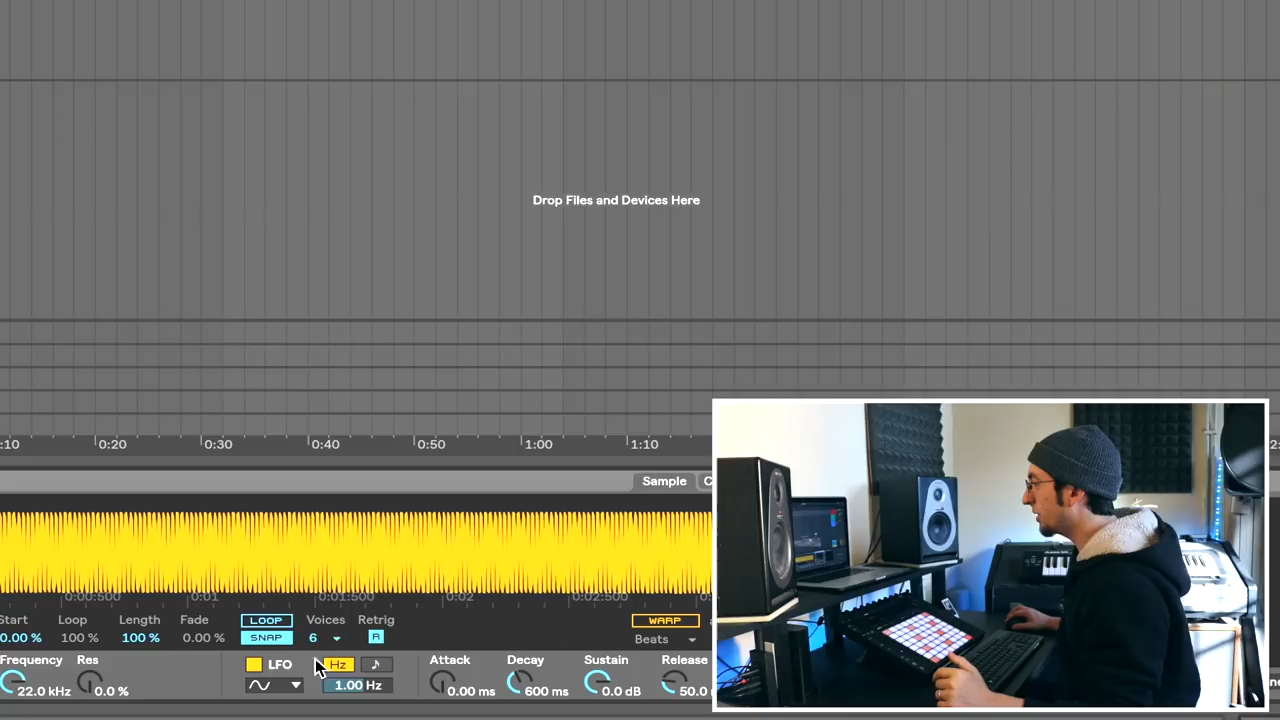 Drop Files and Devices Here
:10 0:20 0:30 0:40 0:50 1:00 1:10
Sample
0:00:500 0:01 0:01:500 0:02 0:02:500
Start Loop Length Fade LOOP Voices Retrig WARP
0.00 % 100 % 100 % 0.00 % SNAP 6 R Beats
Frequency Res LFO Hz ♪ Attack Decay Sustain Release
22.0 kHz 0.0 % 1.00 Hz 0.00 ms 600 ms 0.0 dB 50.0